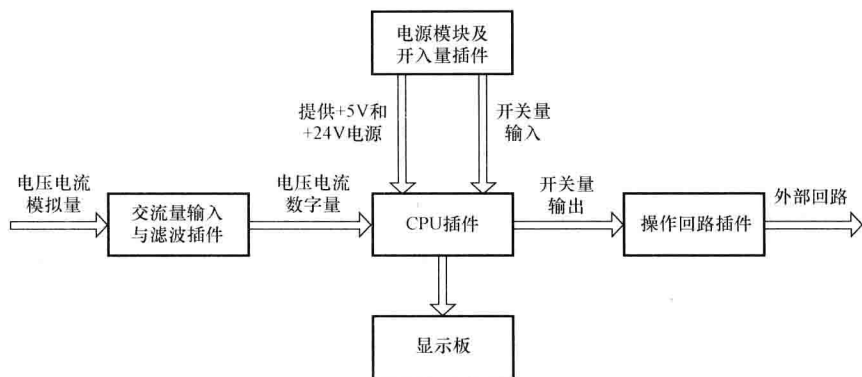 电源模块及
开入量插件
提供+5V和
+24V电源
开关量
输入
电压电流
模拟量
交流量输入
与滤波插件
电压电流
数字量
CPU插件
开关量
输出
操作回路插件
外部回路
显示板